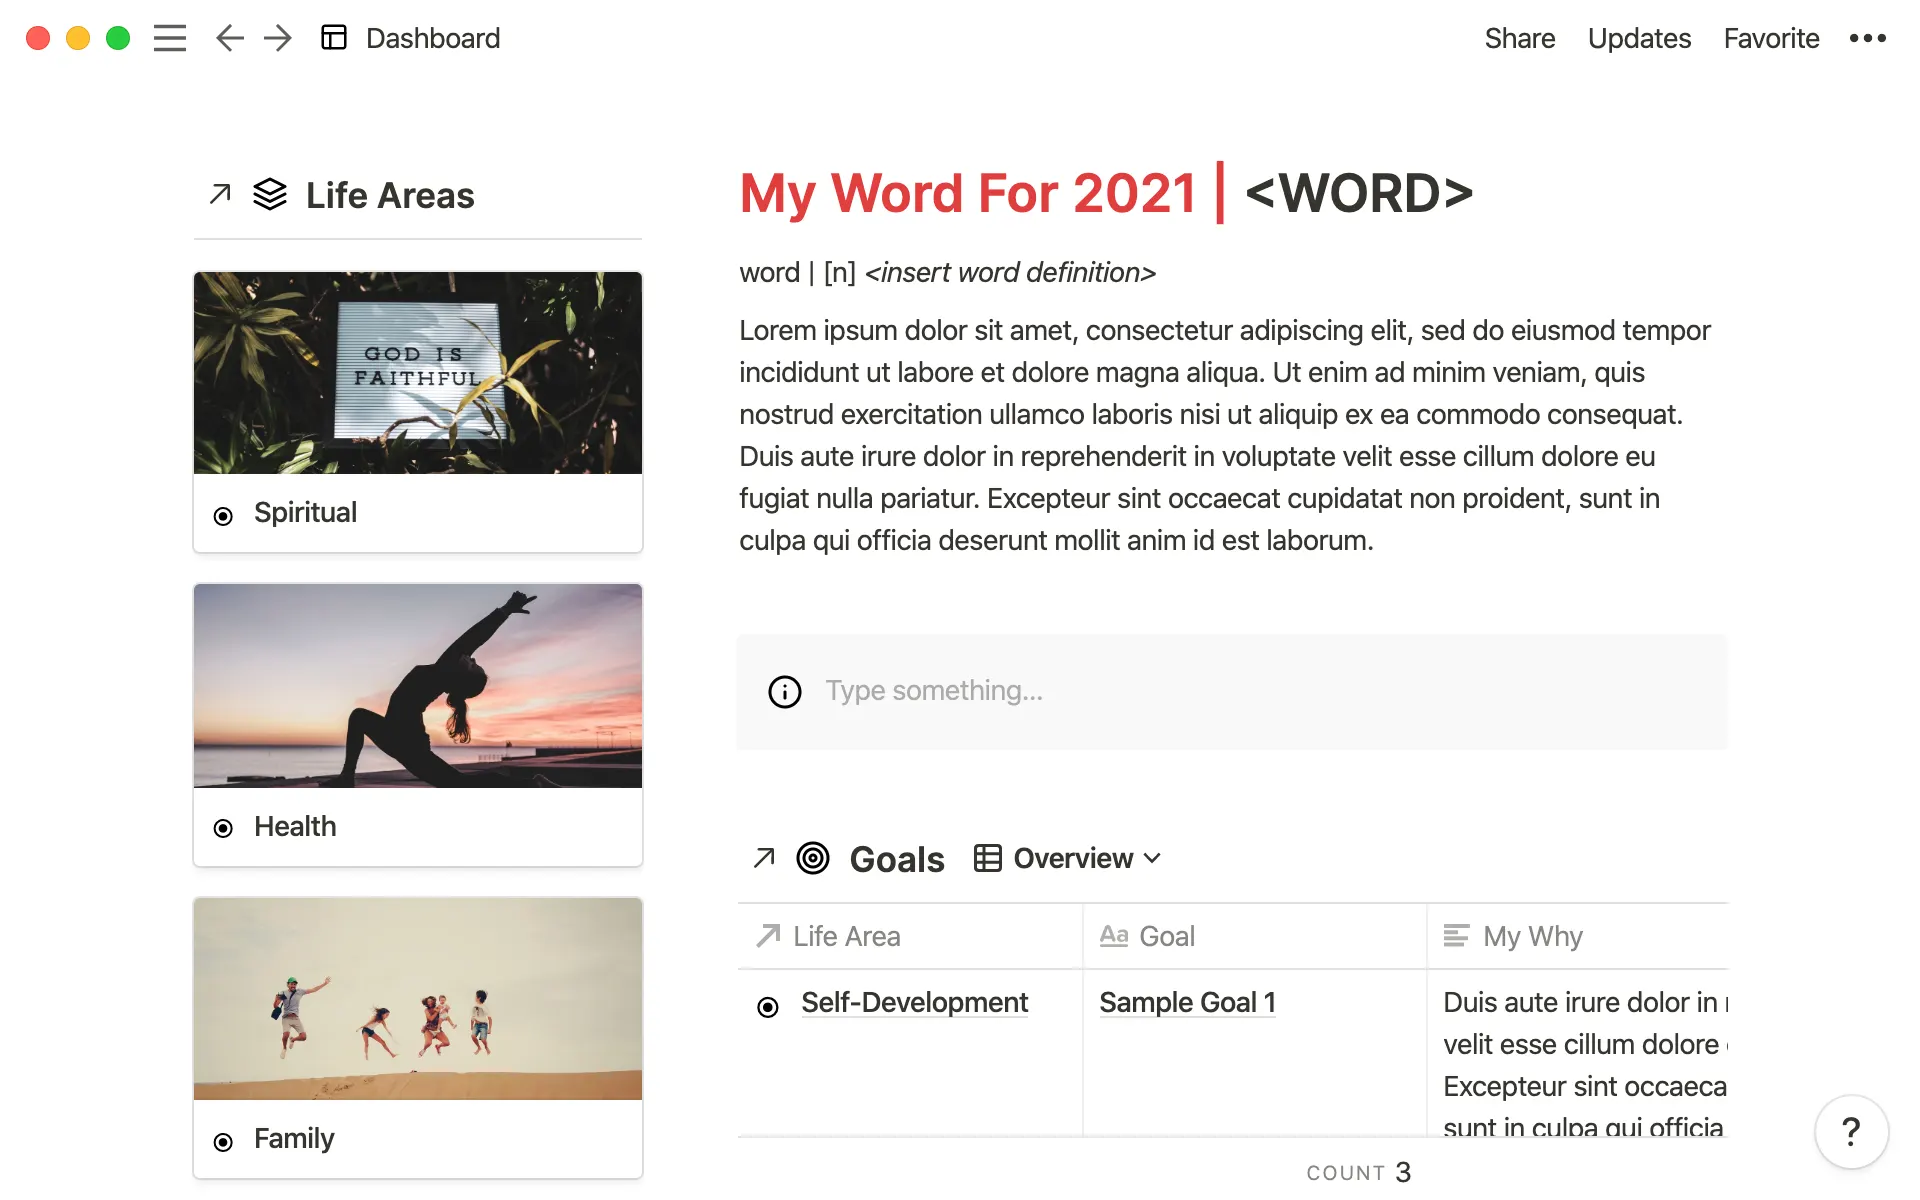 Dashboard
Share Updates Favorite
Life Areas
GOD IS
FAITHFUL
Spiritual
Health
Family
My Word For 2021 | <WORD>
word | [n] <insert word definition>
Lorem ipsum dolor sit amet, consectetur adipiscing elit, sed do eiusmod tempor
incididunt ut labore et dolore magna aliqua. Ut enim ad minim veniam, quis
nostrud exercitation ullamco laboris nisi ut aliquip ex ea commodo consequat.
Duis aute irure dolor in reprehenderit in voluptate velit esse cillum dolore eu
fugiat nulla pariatur. Excepteur sint occaecat cupidatat non proident, sunt in
culpa qui officia deserunt mollit anim id est laborum.
Type something...
Goals Overview
Life Area Aa Goal My Why
Self-Development Sample Goal 1 Duis aute irure dolor in
velit esse cillum dolore
Excepteur sint occaeca
sunt in culpa qui officia
COUNT 3
?